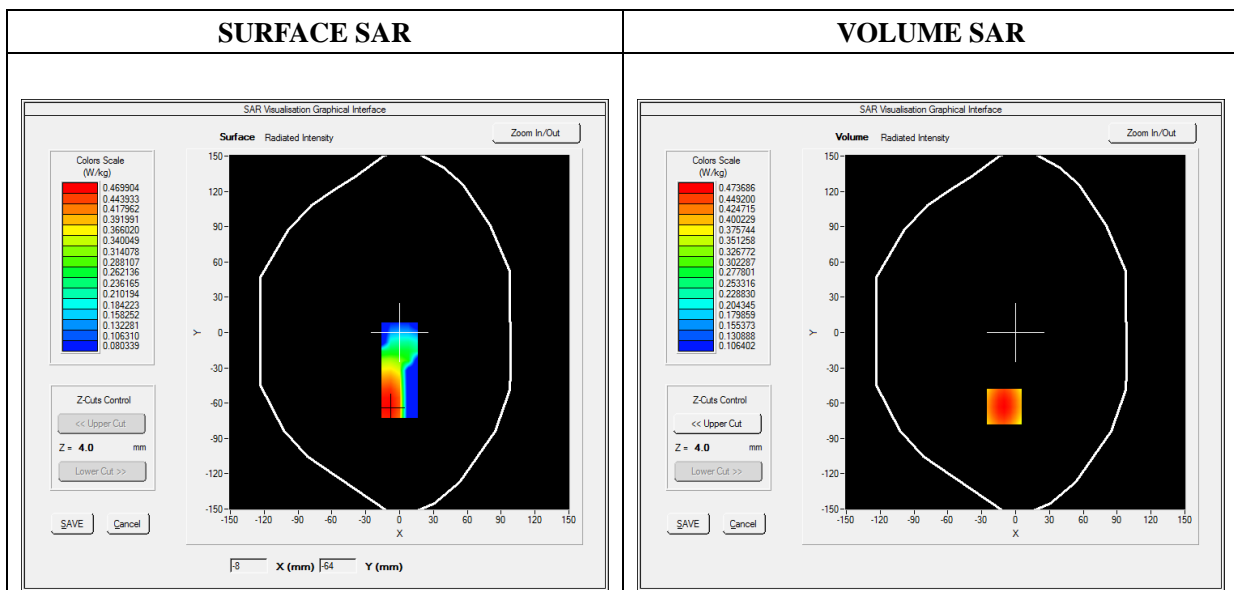 SURFACE SAR
VOLUME SAR
SAR Visualisation Graphical Interface
Surface Radiated Intensity
Zoom In/Out
Colors Scale
(W/kg)
0.469904
0.443933
0.417962
0.391991
0.366020
0.340049
0.314078
0.288107
0.262136
0.236165
0.210194
0.184223
0.158252
0.132281
0.106310
0.080339
Z-Cuts Control
<< Upper Cut
Z = 4.0 mm
Lower Cut >>
SAVE Cancel
150
120
90
60
30
0
-30
-60
-90
-120
-150
Y
-150 -120 -90 -60 -30 0 30 60 90 120 150
X
-8 X (mm) -64 Y (mm)
SAR Visualisation Graphical Interface
Volume Radiated Intensity
Zoom In/Out
Colors Scale
(W/kg)
0.473686
0.449200
0.424715
0.400229
0.375744
0.351258
0.326772
0.302287
0.277801
0.253316
0.228830
0.204345
0.179859
0.155373
0.130888
0.106402
Z-Cuts Control
<< Upper Cut
Z = 4.0 mm
Lower Cut >>
SAVE Cancel
150
120
90
60
30
0
-30
-60
-90
-120
-150
Y
-150 -120 -90 -60 -30 0 30 60 90 120 150
X